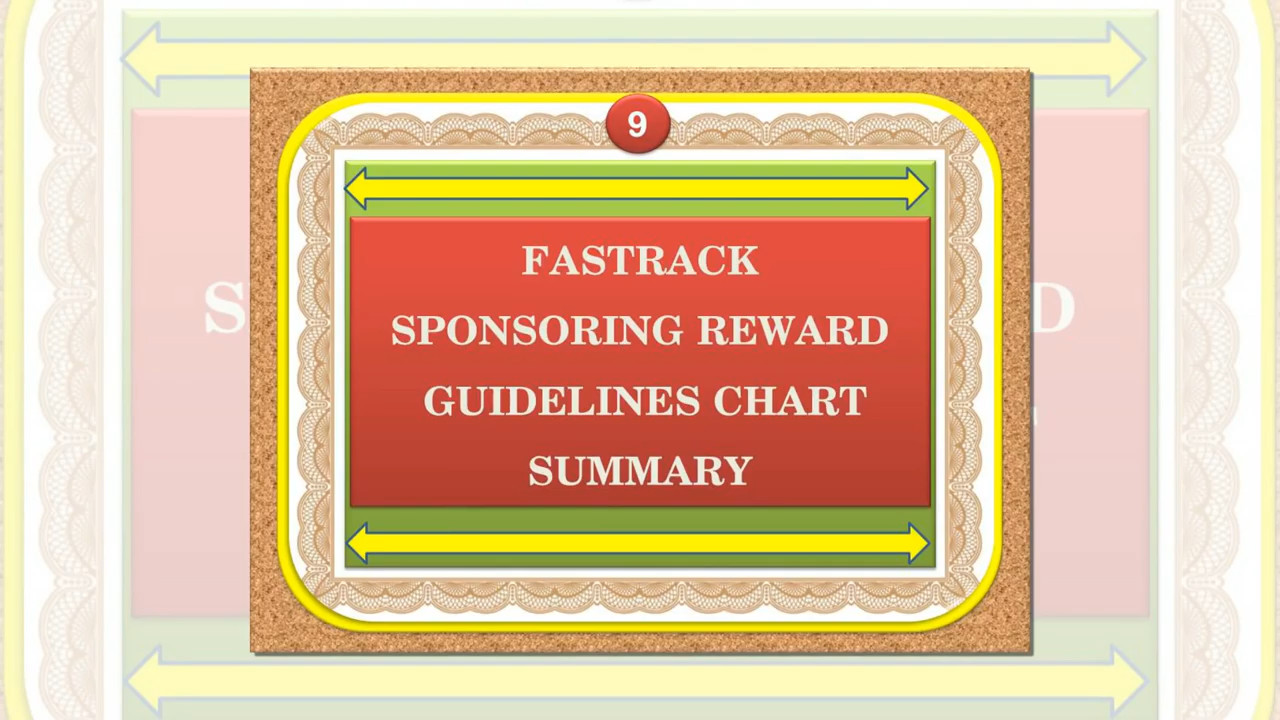 9
FASTRACK
SPONSORING REWARD
GUIDELINES CHART
SUMMARY